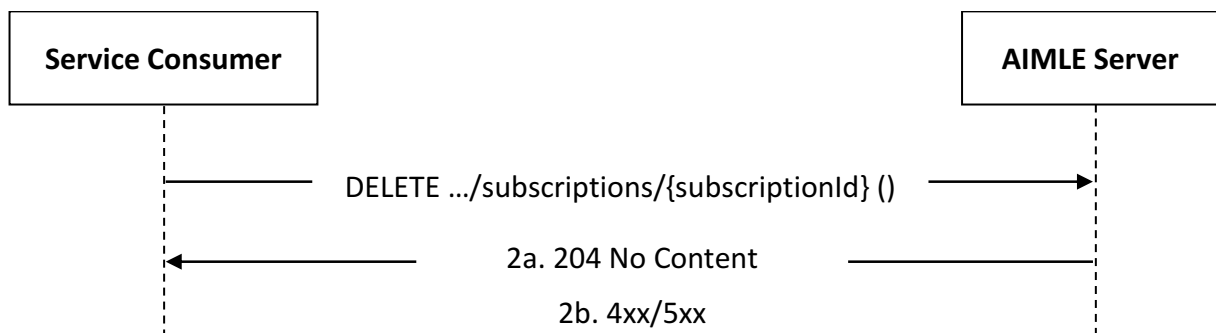 Service Consumer
AIMLE Server
DELETE .../subscriptions/{subscriptionId} ()
2a. 204 No Content
2b. 4xx/5xx